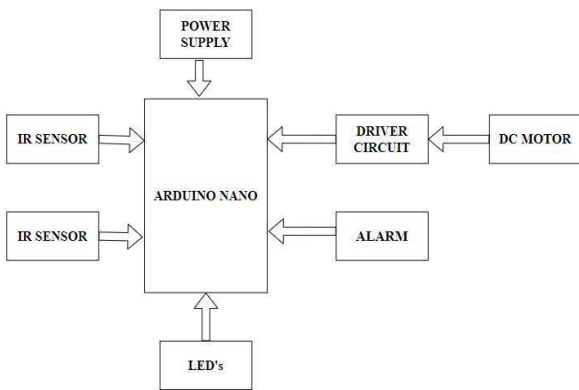 POWER
SUPPLY
IR SENSOR
DRIVER
CIRCUIT
DC MOTOR
ARDUINO NANO
IR SENSOR
ALARM
LED's